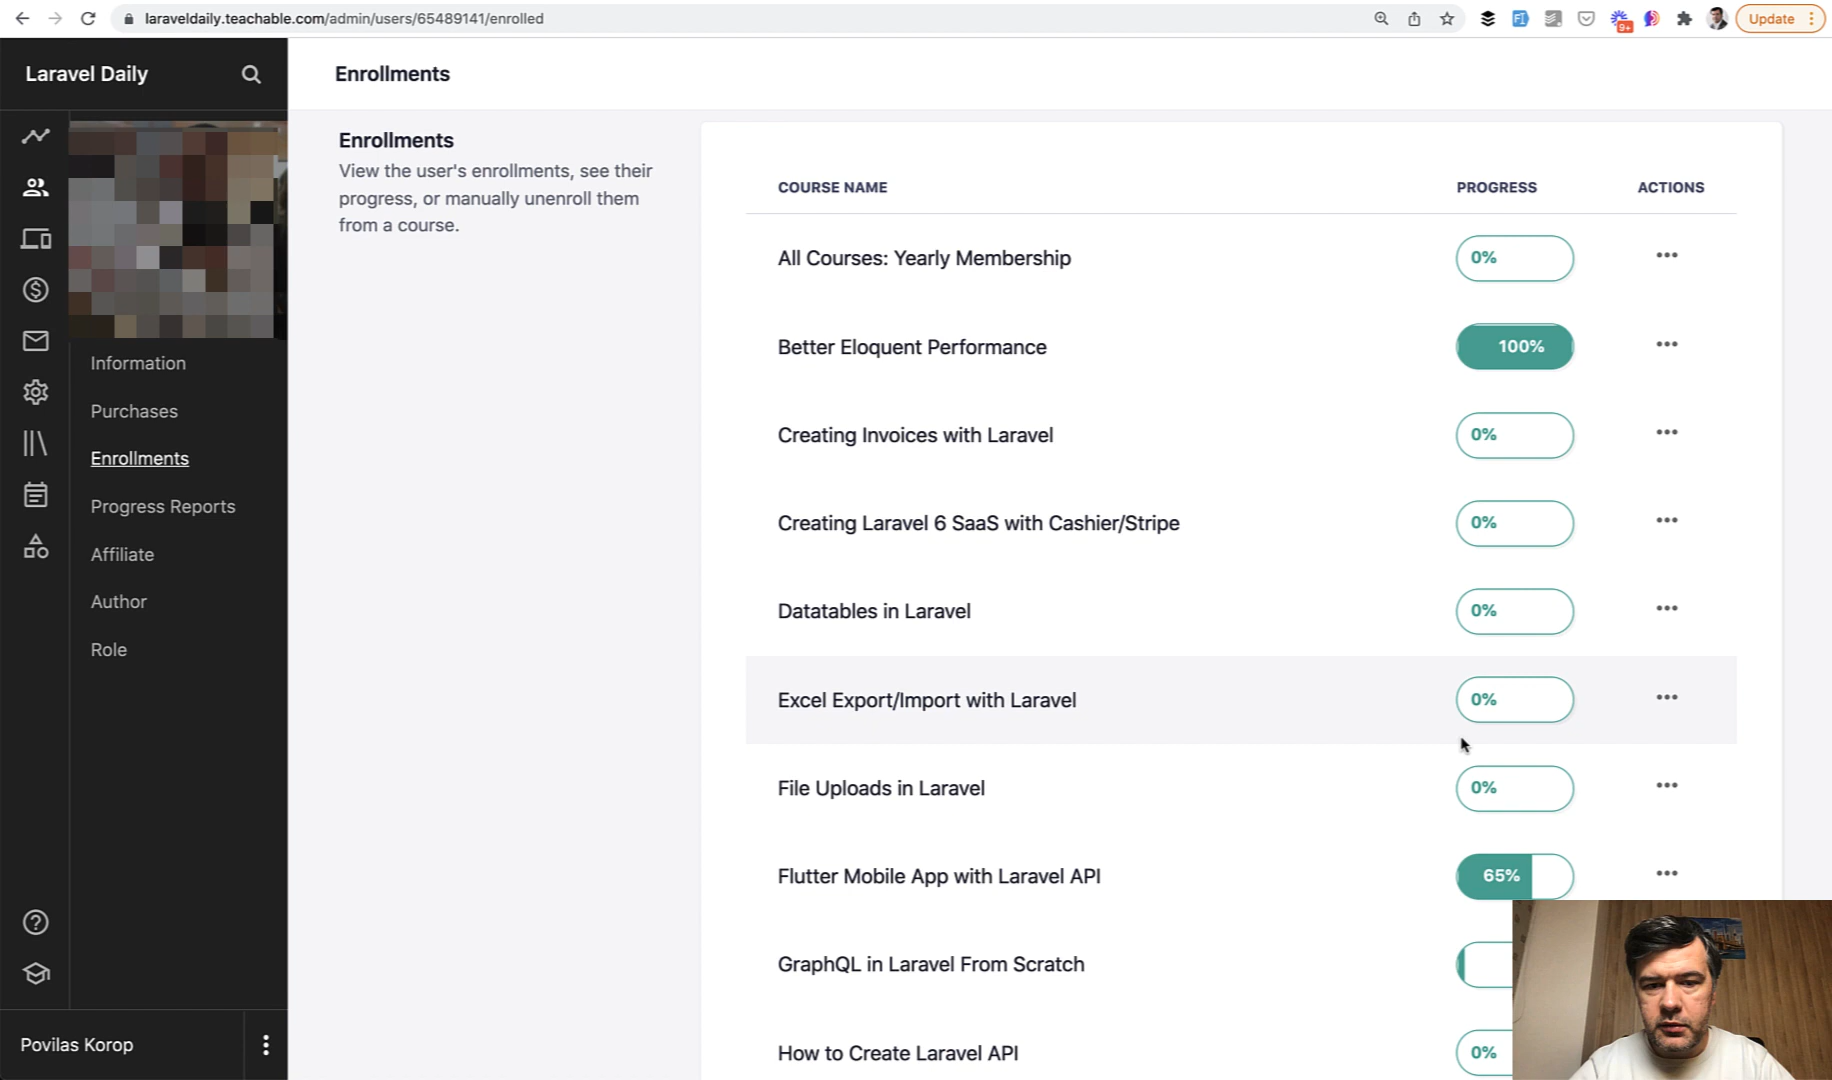 laraveldaily.teachable.com/admin/users/65489141/enrolled
9+
Update
Laravel Daily
Enrollments
Information
Purchases
Enrollments
Progress Reports
Affiliate
Author
Role
Povilas Korop
Enrollments
View the user's enrollments, see their
progress, or manually unenroll them
from a course.
COURSE NAME PROGRESS ACTIONS
All Courses: Yearly Membership 0%
Better Eloquent Performance 100%
Creating Invoices with Laravel 0%
Creating Laravel 6 SaaS with Cashier/Stripe 0%
Datatables in Laravel 0%
Excel Export/Import with Laravel 0%
File Uploads in Laravel 0%
Flutter Mobile App with Laravel API 65%
GraphQL in Laravel From Scratch
How to Create Laravel API 0%